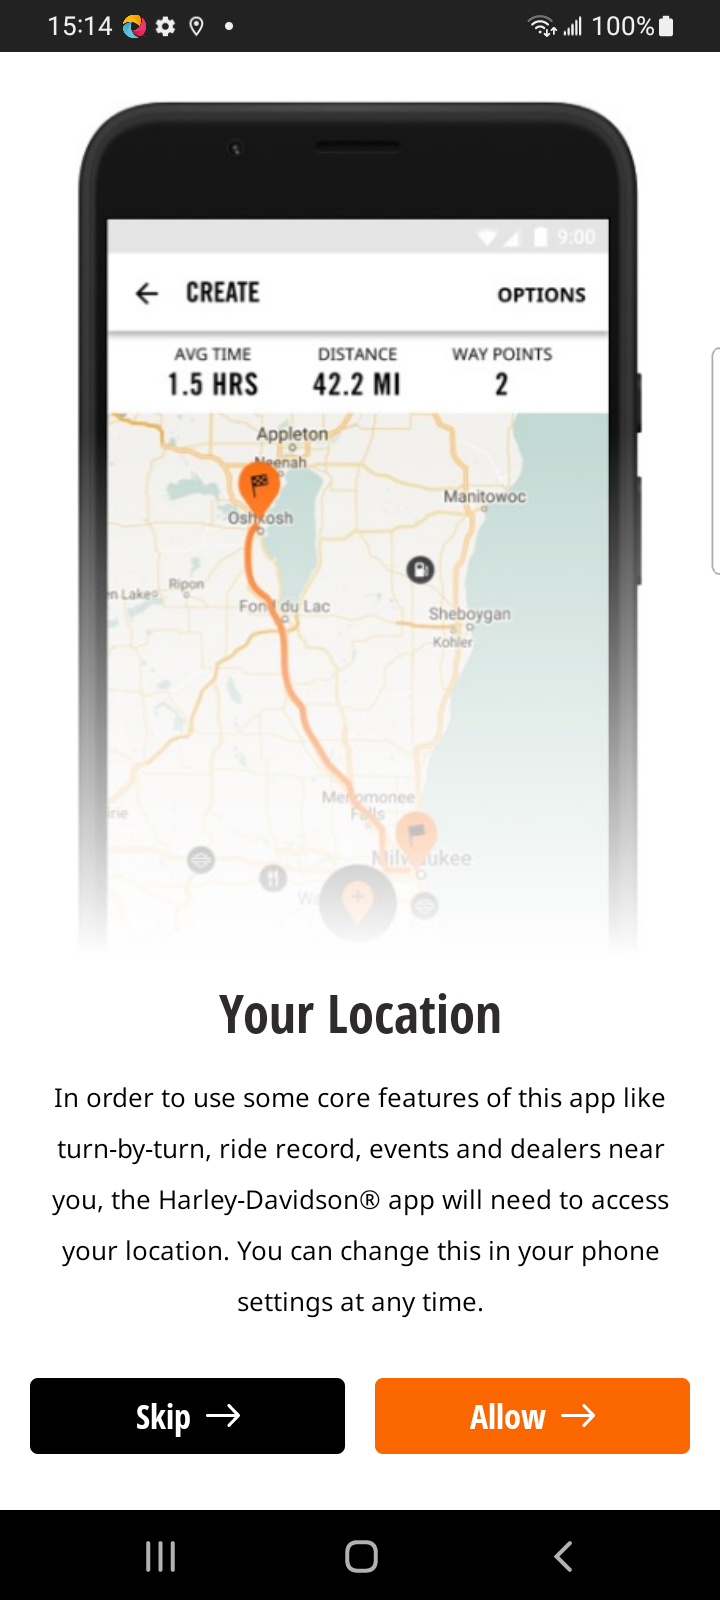 15:14
100%
9:00
CREATE
OPTIONS
AVG TIME
DISTANCE
WAY POINTS
1.5 HRS
42.2 MI
2
Appleton
Neenah
Manitowoc
Oshkosh
Ripon
en Lake
Fond du Lac
Sheboygan
Kohler
Menomonee
Falls
rie
Milwaukee
Your Location
In order to use some core features of this app like
turn-by-turn, ride record, events and dealers near
you, the Harley-Davidson® app will need to access
your location. You can change this in your phone
settings at any time.
Skip
Allow